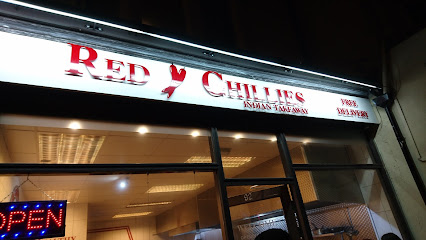 RED CHILLIES
INDIAN TAKEAWAY
FREE
DELIVERY
OPEN